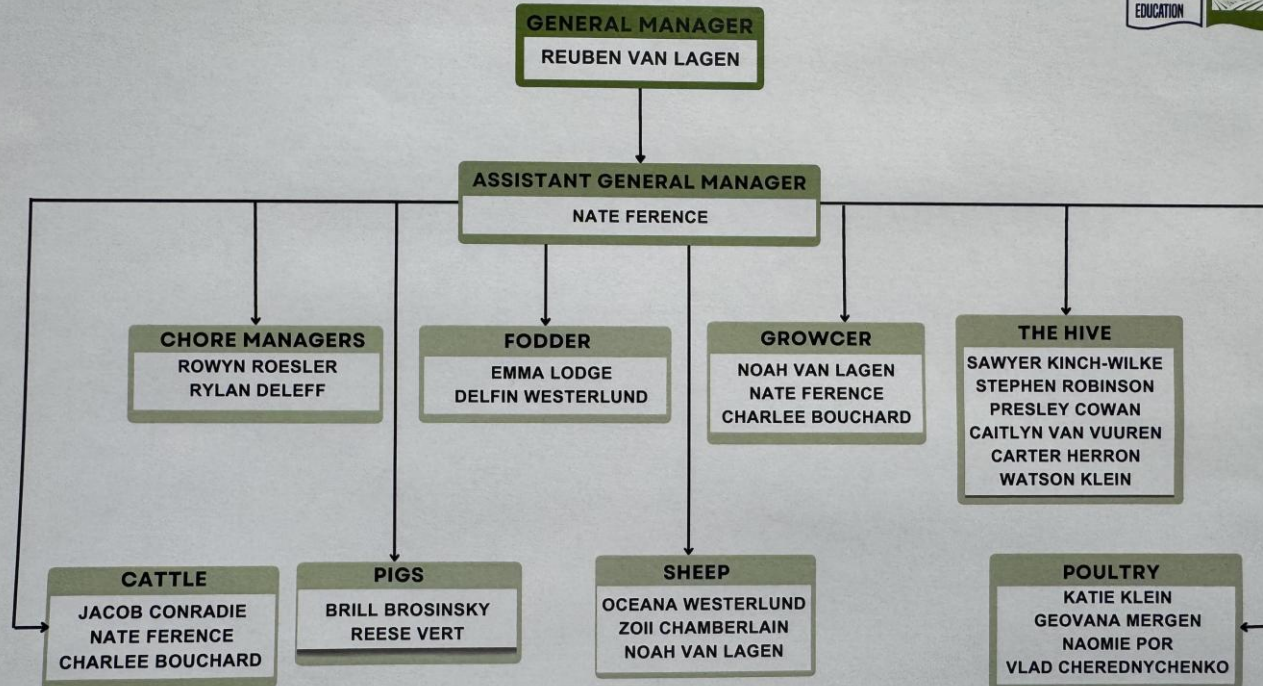 EDUCATION
GENERAL MANAGER
REUBEN VAN LAGEN
ASSISTANT GENERAL MANAGER
NATE FERENCE
CHORE MANAGERS
ROWYN ROESLER
RYLAN DELEFF
FODDER
EMMA LODGE
DELFIN WESTERLUND
GROWCER
NOAH VAN LAGEN
NATE FERENCE
CHARLEE BOUCHARD
THE HIVE
SAWYER KINCH-WILKE
STEPHEN ROBINSON
PRESLEY COWAN
CAITLYN VAN VUUREN
CARTER HERRON
WATSON KLEIN
CATTLE
JACOB CONRADIE
NATE FERENCE
CHARLEE BOUCHARD
PIGS
BRILL BROSINSKY
REESE VERT
SHEEP
OCEANA WESTERLUND
ZOII CHAMBERLAIN
NOAH VAN LAGEN
POULTRY
KATIE KLEIN
GEOVANA MERGEN
NAOMIE POR
VLAD CHEREDNYCHENKO